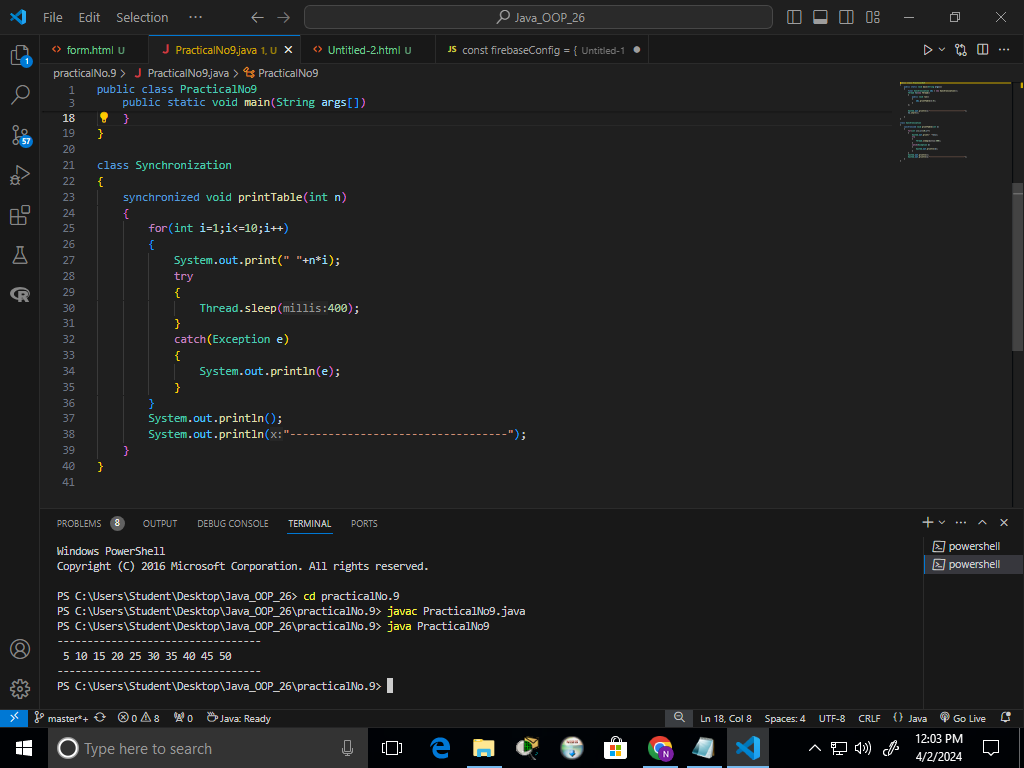 File Edit Selection ··· Java_OOP_26
form.html U PracticalNo9.java 1, U Untitled-2.html U JS const firebaseConfig = { Untitled-1
practicalNo.9 > J PracticalNo9.java > PracticalNo9
1 public class PracticalNo9
3 public static void main(String args[])
18 }
19 }
20
21 class Synchronization
22 {
23 synchronized void printTable(int n)
24 {
25 for(int i=1;i<=10;i++)
26 {
27 System.out.print(" "+n*i);
28 try
29 {
30 Thread.sleep(millis:400);
31 }
32 catch(Exception e)
33 {
34 System.out.println(e);
35 }
36 }
37 System.out.println();
38 System.out.println(x:"----------------------------------");
39 }
40 }
41
PROBLEMS 8 OUTPUT DEBUG CONSOLE TERMINAL PORTS
Windows PowerShell
Copyright (C) 2016 Microsoft Corporation. All rights reserved.
PS C:\Users\Student\Desktop\Java_OOP_26> cd practicalNo.9
PS C:\Users\Student\Desktop\Java_OOP_26\practicalNo.9> javac PracticalNo9.java
PS C:\Users\Student\Desktop\Java_OOP_26\practicalNo.9> java PracticalNo9
----------------------------------
5 10 15 20 25 30 35 40 45 50
----------------------------------
PS C:\Users\Student\Desktop\Java_OOP_26\practicalNo.9>
powershell
powershell
1
57
master*+ 0 8 0 Java: Ready Ln 18, Col 8 Spaces: 4 UTF-8 CRLF {} Java Go Live
Type here to search
N
12:03 PM
4/2/2024